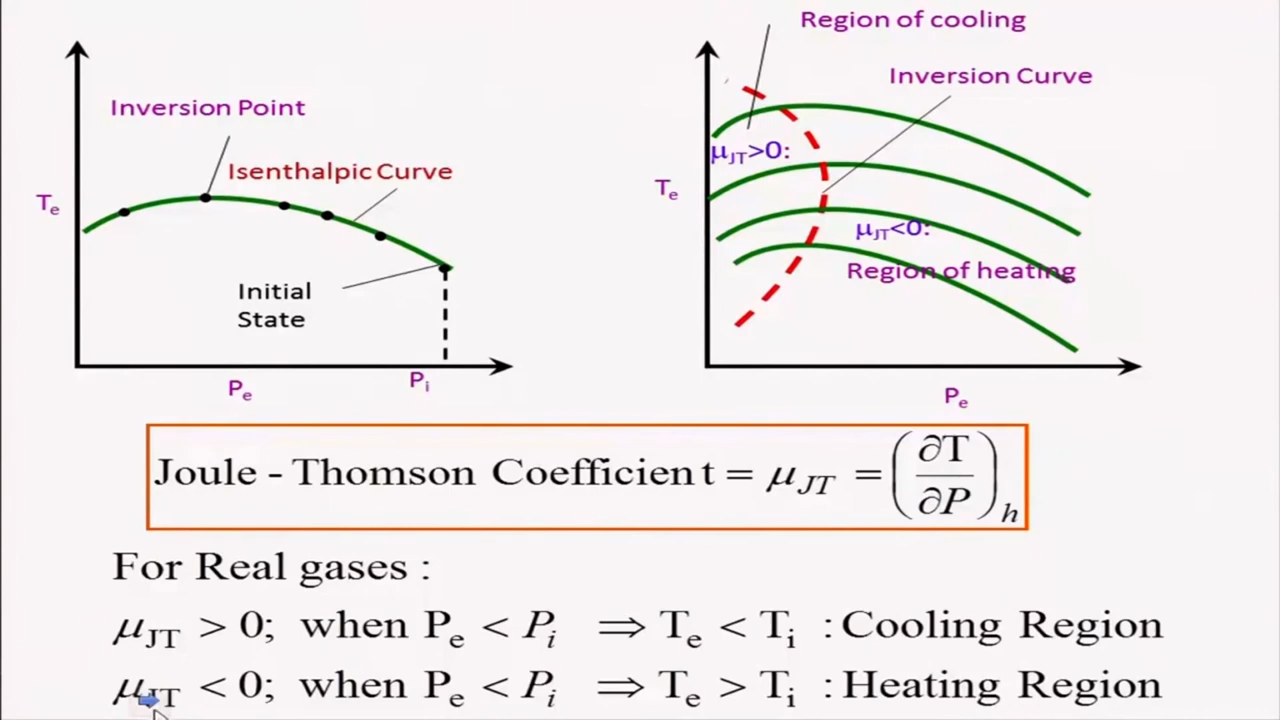 Inversion Point
Isenthalpic Curve
Te
Initial
State
Pe
Pi
Region of cooling
Inversion Curve
μJT>0:
Te
μJT<0:
Region of heating
Pe
Joule - Thomson Coefficient = μJT = (∂T/∂P)h
For Real gases :
μJT > 0; when Pe < Pi ⇒ Te < Ti : Cooling Region
μJT < 0; when Pe < Pi ⇒ Te > Ti : Heating Region